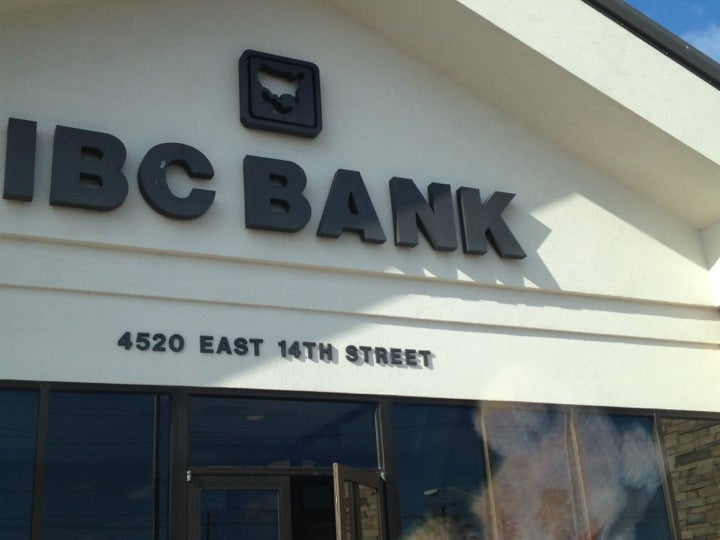 IBC BANK
4520 EAST 14TH STREET